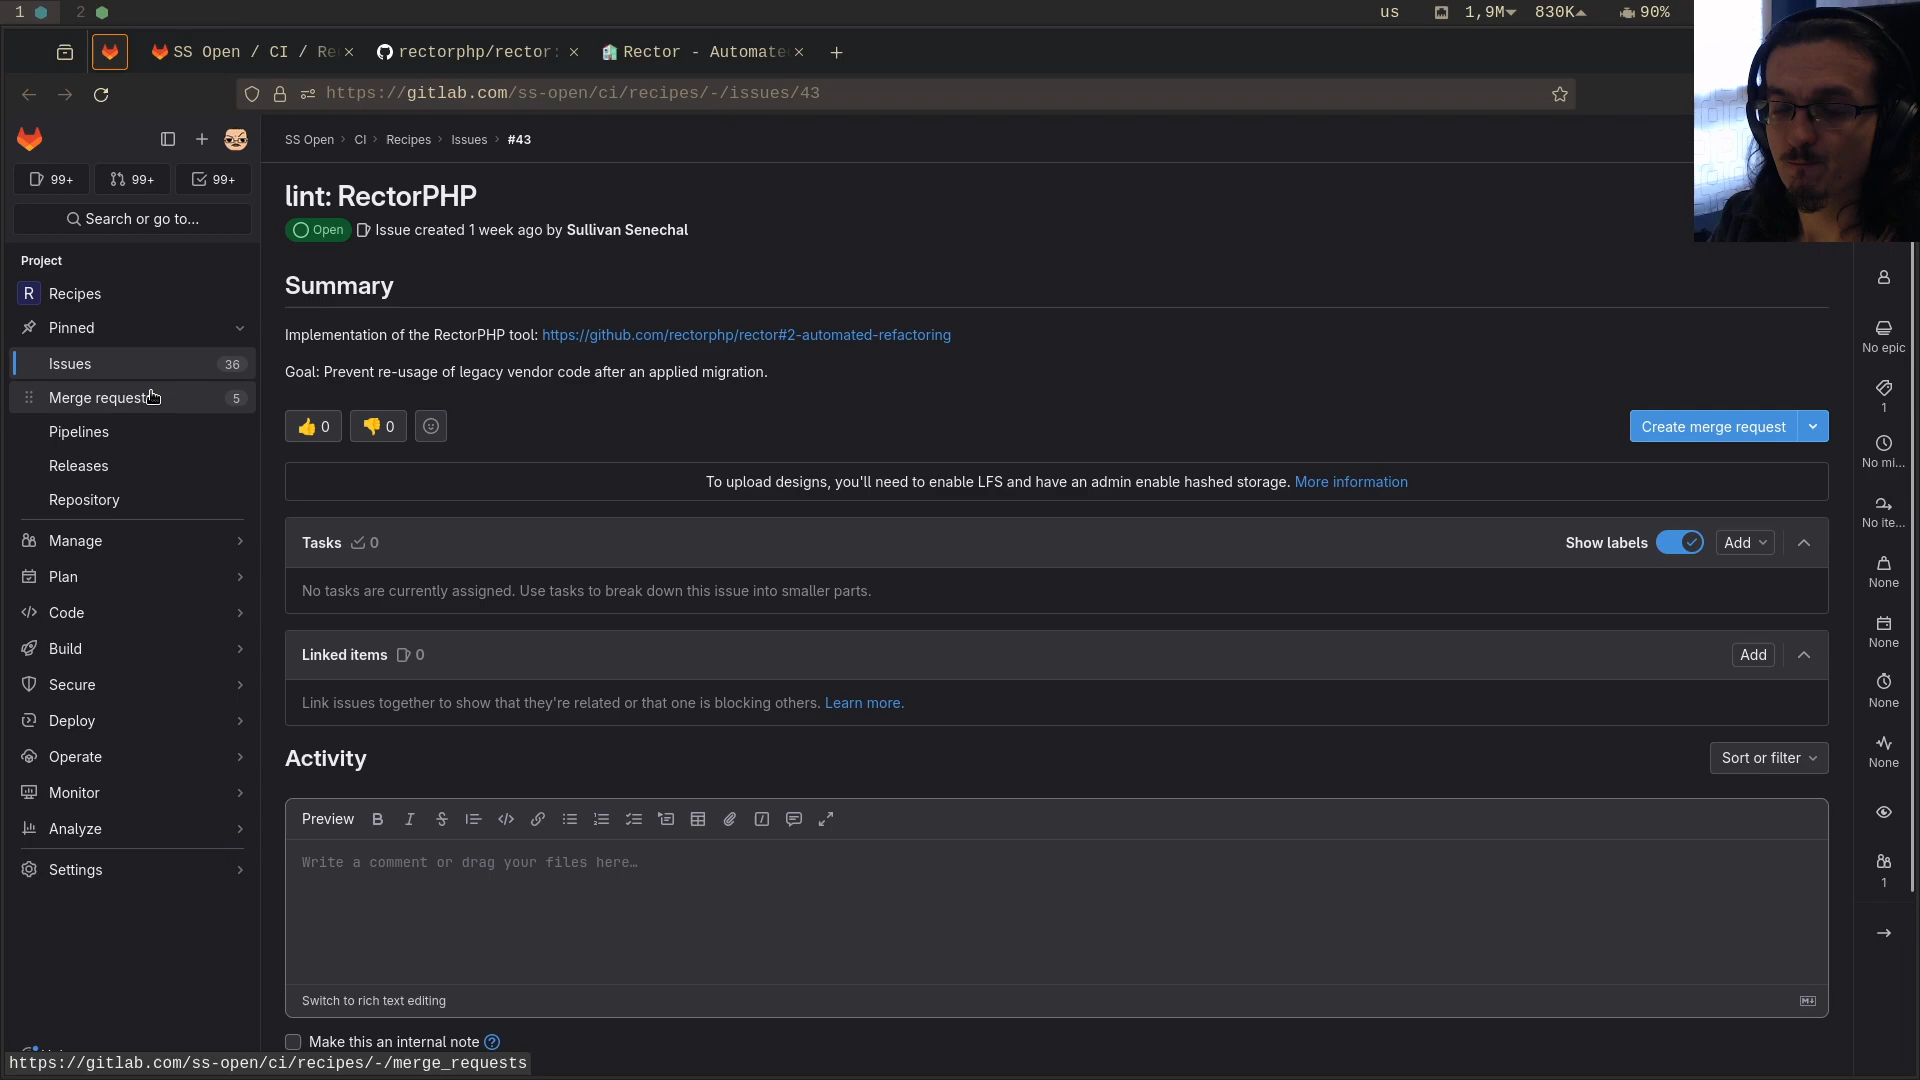 1 2 us 1,9M 830K 90%
SS Open / CI / Re rectorphp/rector: Rector - Automate
https://gitlab.com/ss-open/ci/recipes/-/issues/43
SS Open CI Recipes Issues #43
99+ 99+ 99+
Search or go to...
lint: RectorPHP
Open Issue created 1 week ago by Sullivan Senechal
Project
R Recipes
Pinned
Issues 36
Merge request 5
Pipelines
Releases
Repository
Manage
Plan
Code
Build
Secure
Deploy
Operate
Monitor
Analyze
Settings
Summary
Implementation of the RectorPHP tool: https://github.com/rectorphp/rector#2-automated-refactoring
Goal: Prevent re-usage of legacy vendor code after an applied migration.
0 0
Create merge request
To upload designs, you'll need to enable LFS and have an admin enable hashed storage. More information
Tasks 0 Show labels Add
No tasks are currently assigned. Use tasks to break down this issue into smaller parts.
Linked items 0 Add
Link issues together to show that they're related or that one is blocking others. Learn more.
Activity Sort or filter
Preview
Write a comment or drag your files here…
Switch to rich text editing
Make this an internal note
No epic
1
No mi...
No ite...
None
None
None
None
1
https://gitlab.com/ss-open/ci/recipes/-/merge_requests